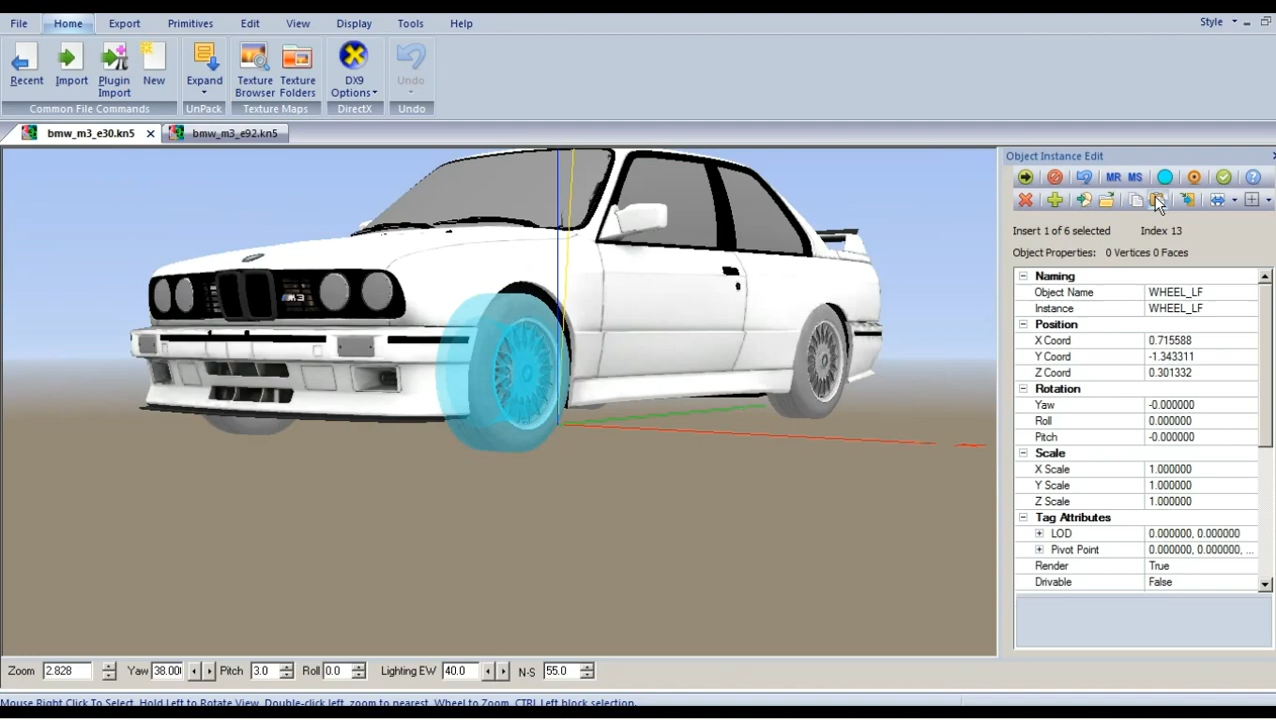 File Home Export Primitives Edit View Display Tools Help Style
Recent Import Plugin Import New Expand Texture Browser Texture Folders DX9 Options Undo
Common File Commands UnPack Texture Maps DirectX Undo
bmw_m3_e30.kn5 bmw_m3_e92.kn5
Object Instance Edit
MR MS
Insert 1 of 6 selected Index 13
Object Properties: 0 Vertices 0 Faces
Naming
Object Name WHEEL_LF
Instance WHEEL_LF
Position
X Coord 0.715588
Y Coord -1.343311
Z Coord 0.301332
Rotation
Yaw -0.000000
Roll 0.000000
Pitch -0.000000
Scale
X Scale 1.000000
Y Scale 1.000000
Z Scale 1.000000
Tag Attributes
LOD 0.000000, 0.000000
Pivot Point 0.000000, 0.000000, ...
Render True
Drivable False
M3
Zoom 2.828 Yaw 38.00 Pitch 3.0 Roll 0.0 Lighting EW 40.0 N-S 55.0
Mouse Right Click To Select, Hold Left to Rotate View, Double-click left, zoom to nearest, Wheel to Zoom, CTRL Left block selection.